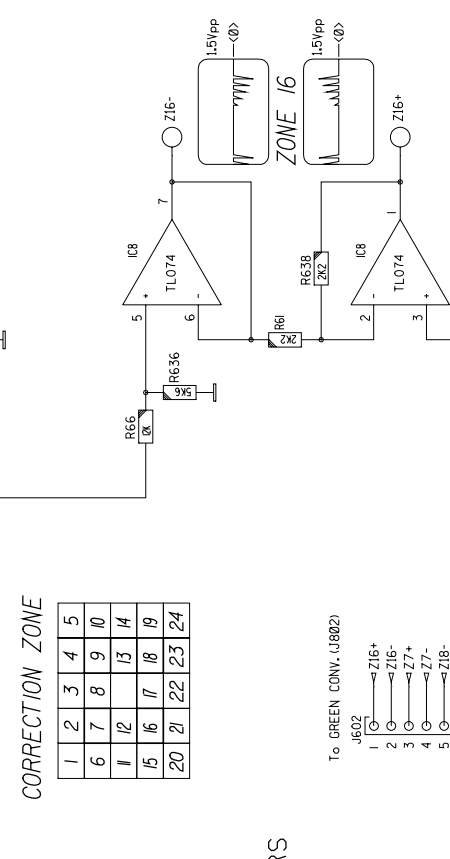 CORRECTION ZONE
1 2 3 4 5
6 7 8 9 10
11 12 13 14
15 16 17 18 19
20 21 22 23 24
R66
12K
R636
5K6
5
6
+
-
IC8
TL074
7
Z16-
1.5Vpp
<0>
ZONE 16
1.5Vpp
<0>
R61
2K2
R638
2K2
2
3
-
+
IC8
TL074
1
Z16+
RS
To GREEN CONV.(J802)
J602
1 Z16+
2 Z16-
3 Z7+
4 Z7-
5 Z18-